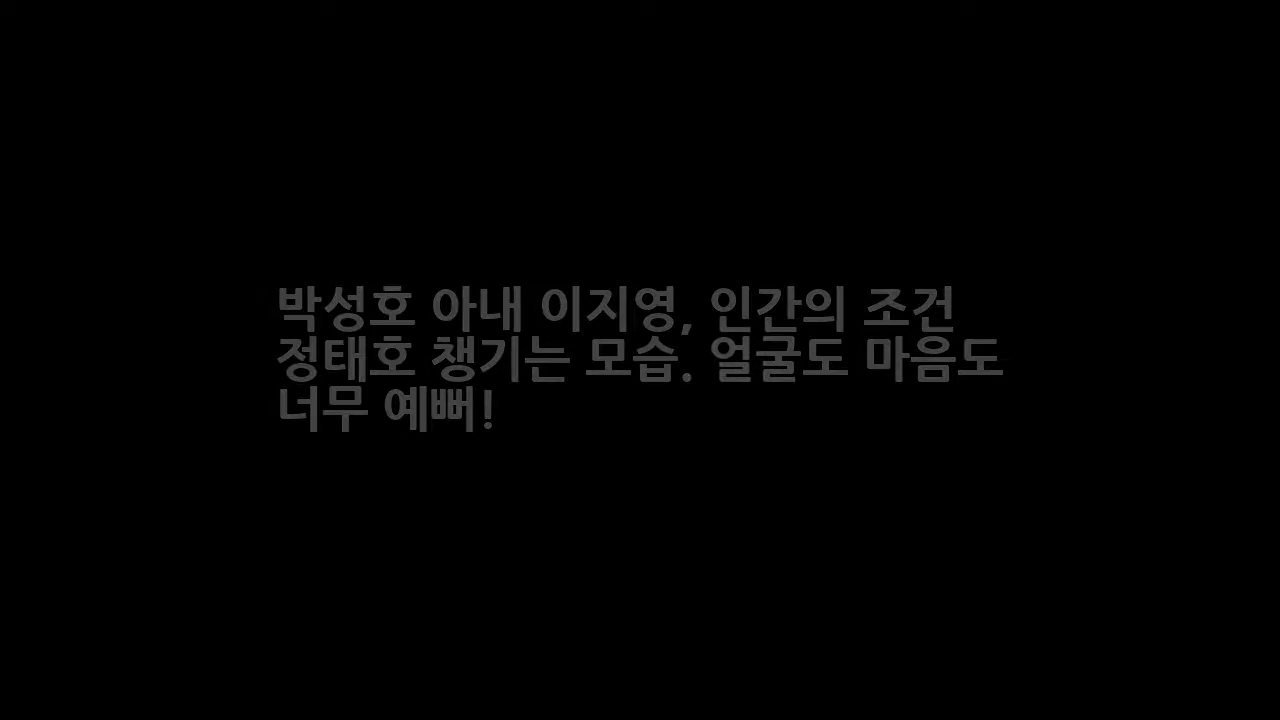 박성호 아내 이지영, 인간의 조건
정태호 챙기는 모습. 얼굴도 마음도
너무 예뻐!